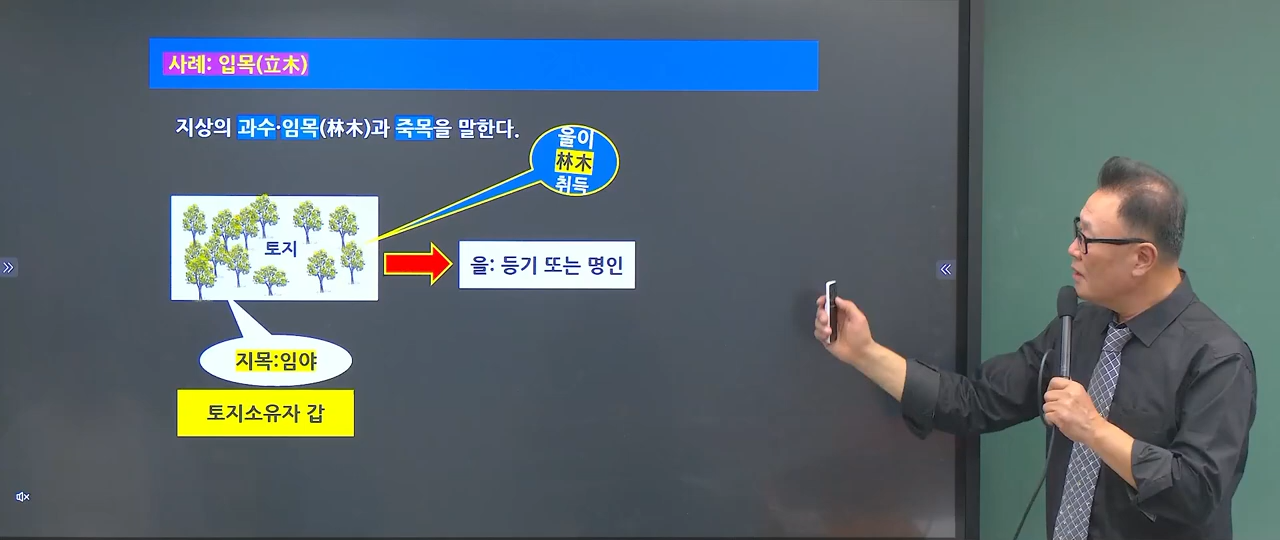 사례: 입목(立木)
지상의 과수·임목(林木)과 죽목을 말한다.
을이
林木
취득
토지
을: 등기 또는 명인
지목:임야
토지소유자 갑